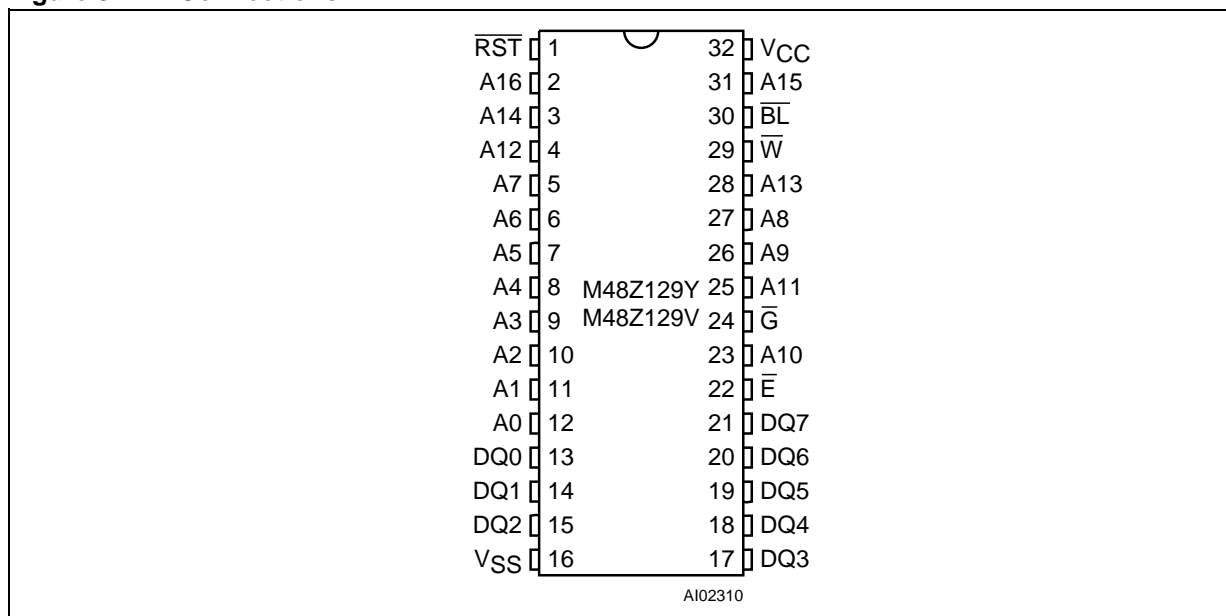 R̅S̅T̅ 1 32 VCC
A16 2 31 A15
A14 3 30 B̅L̅
A12 4 29 W̅
A7 5 28 A13
A6 6 27 A8
A5 7 26 A9
A4 8 M48Z129Y 25 A11
A3 9 M48Z129V 24 G̅
A2 10 23 A10
A1 11 22 E̅
A0 12 21 DQ7
DQ0 13 20 DQ6
DQ1 14 19 DQ5
DQ2 15 18 DQ4
VSS 16 17 DQ3
AI02310